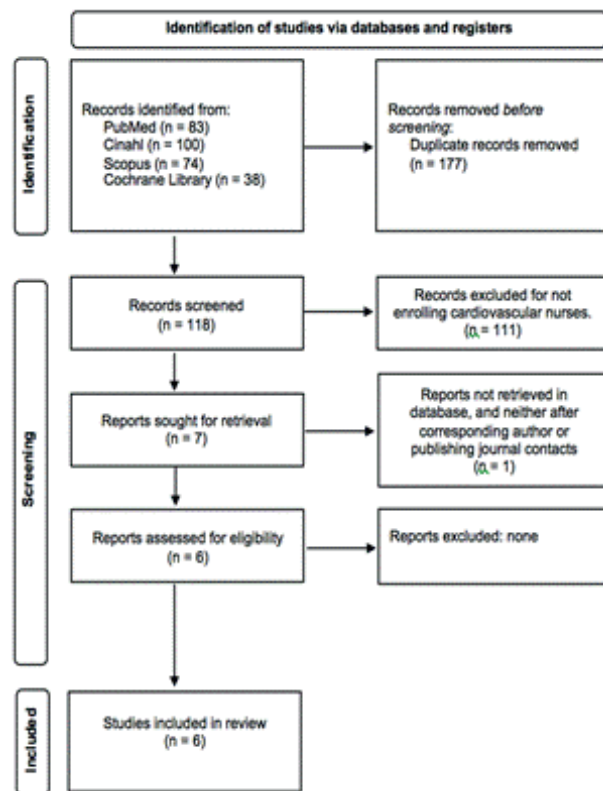 Identification of studies via databases and registers
Identification
Records identified from:
PubMed (n = 83)
Cinahl (n = 100)
Scopus (n = 74)
Cochrane Library (n = 38)
Records removed before
screening:
Duplicate records removed
(n = 177)
Screening
Records screened
(n = 118)
Records excluded for not
enrolling cardiovascular nurses.
(n = 111)
Reports sought for retrieval
(n = 7)
Reports not retrieved in
database, and neither after
corresponding author or
publishing journal contacts
(n = 1)
Reports assessed for eligibility
(n = 6)
Reports excluded: none
Included
Studies included in review
(n = 6)